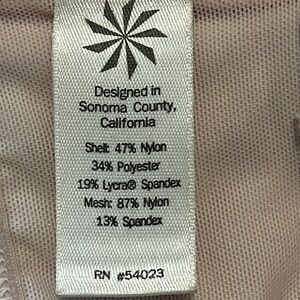 Designed in
Sonoma County,
California
Shell: 47% Nylon
34% Polyester
19% Lycra® Spandex
Mesh: 87% Nylon
13% Spandex
RN #54023